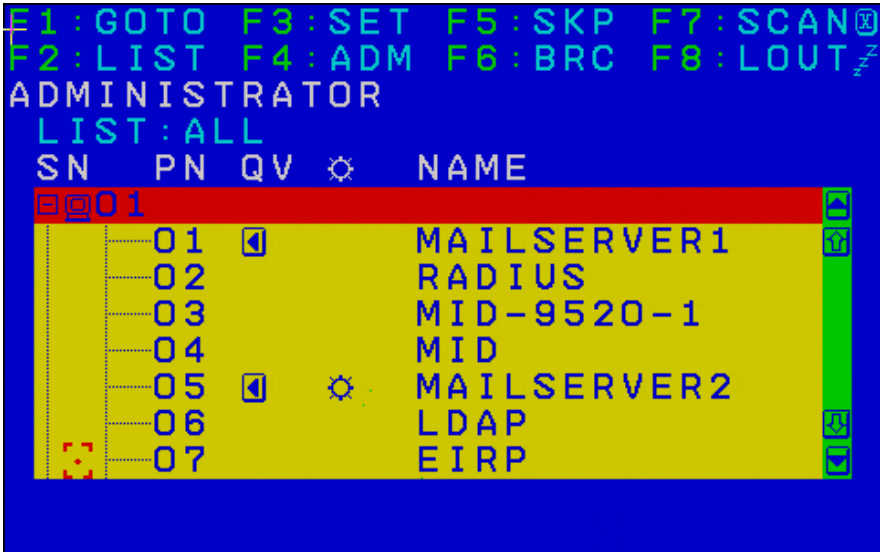 F1:GOTO F3:SET F5:SKP F7:SCAN
F2:LIST F4:ADM F6:BRC F8:LOUT zZ
ADMINISTRATOR
LIST:ALL
SN PN QV NAME
01
01 MAILSERVER1
02 RADIUS
03 MID-9520-1
04 MID
05 MAILSERVER2
06 LDAP
07 EIRP